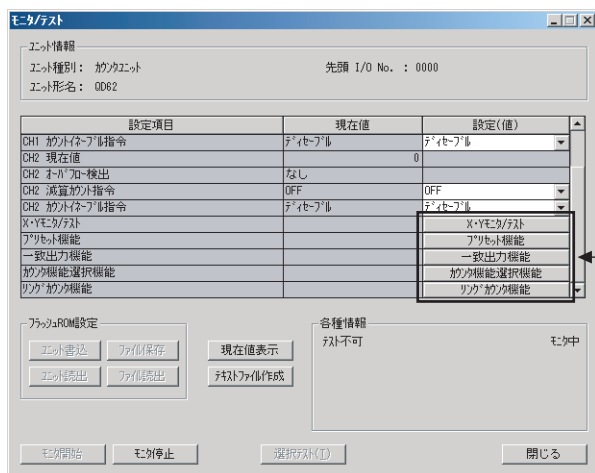 モニタ/テスト
ユニット情報
ユニット種別： カウンタユニット 先頭 I/O No. ： 0000
ユニット形名： QD62
設定項目 現在値 設定(値)
CH1 カウントイネーブル指令 ディセーブル ディセーブル
CH2 現在値 0
CH2 オーバフロー検出 なし
CH2 減算カウント指令 OFF OFF
CH2 カウントイネーブル指令 ディセーブル ディセーブル
X・Yモニタ/テスト X・Yモニタ/テスト
プリセット機能 プリセット機能
一致出力機能 一致出力機能
カウンタ機能選択機能 カウンタ機能選択機能
リングカウンタ機能 リングカウンタ機能
フラッシュROM設定 各種情報
ユニット書込 ファイル保存 現在値表示 テスト不可 モニタ中
ユニット読出 ファイル読出 テキストファイル作成
モニタ開始 モニタ停止 選択テスト(T) 閉じる